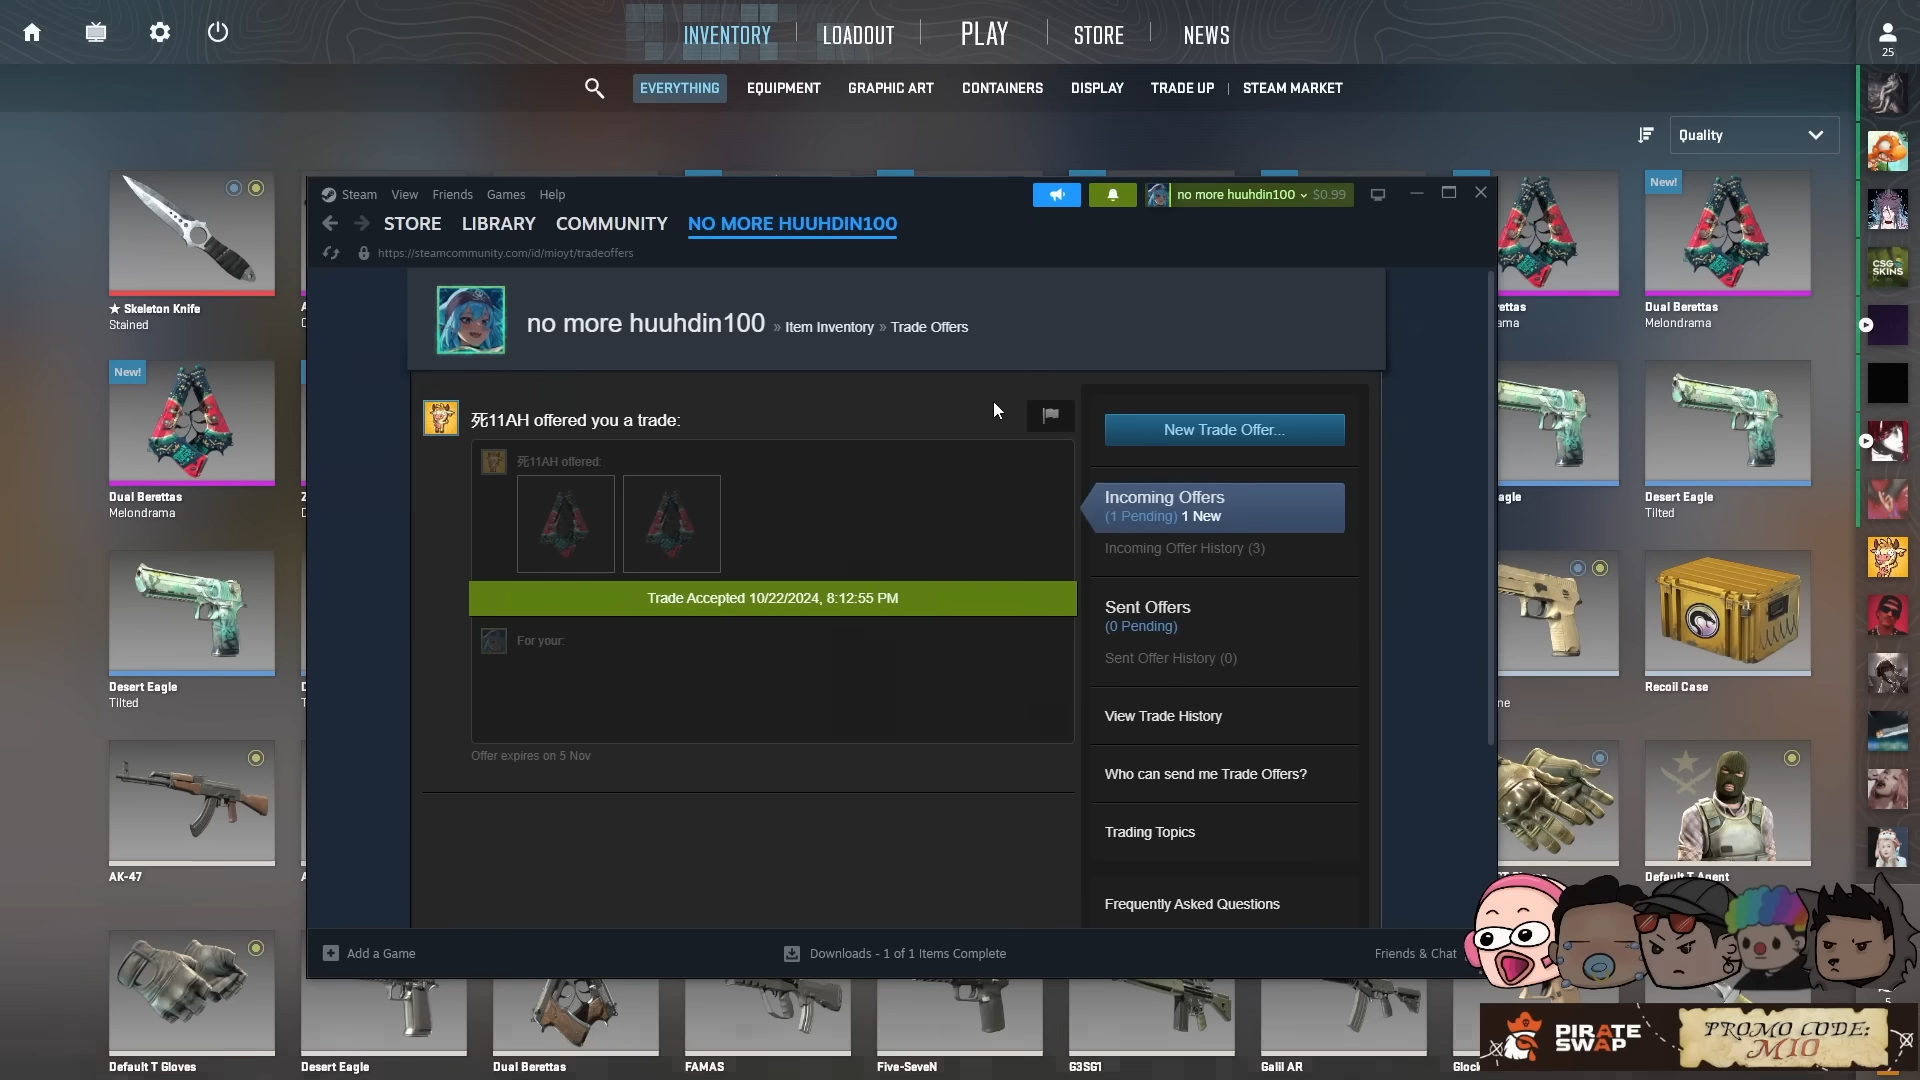 INVENTORY
LOADOUT
PLAY
STORE
NEWS
25
EVERYTHING
EQUIPMENT
GRAPHIC ART
CONTAINERS
DISPLAY
TRADE UP
STEAM MARKET
Quality
★ Skeleton Knife
Stained
New!
Dual Berettas
Melondrama
Steam View Friends Games Help
no more huuhdin100 $0.99
STORE LIBRARY COMMUNITY NO MORE HUUHDIN100
https://steamcommunity.com/id/mioyt/tradeoffers
no more huuhdin100 » Item Inventory » Trade Offers
死11AH offered you a trade:
死11AH offered:
Trade Accepted 10/22/2024, 8:12:55 PM
For your:
Offer expires on 5 Nov
New Trade Offer...
Incoming Offers
(1 Pending) 1 New
Incoming Offer History (3)
Sent Offers
(0 Pending)
Sent Offer History (0)
View Trade History
Who can send me Trade Offers?
Trading Topics
Frequently Asked Questions
Add a Game
Downloads - 1 of 1 Items Complete
Friends & Chat
New!
Dual Berettas
Melondrama
Desert Eagle
Tilted
Desert Eagle
Tilted
Recoil Case
AK-47
Default T Agent
CSGO
SKINS
Default T Gloves
Desert Eagle
Dual Berettas
FAMAS
Five-SeveN
G3SG1
Galil AR
PIRATE
SWAP
PROMO CODE:
MIO